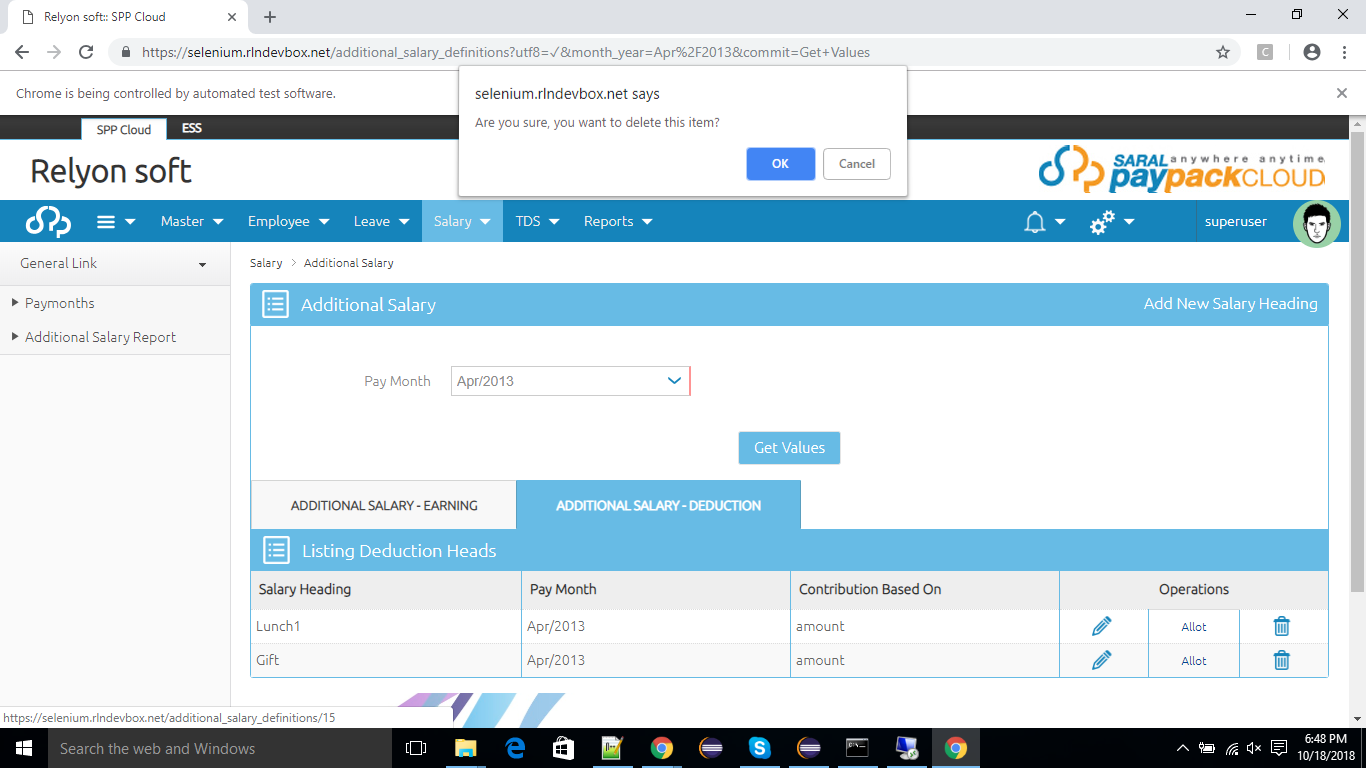 Relyon soft:: SPP Cloud
https://selenium.rlndevbox.net/additional_salary_definitions?utf8=✓&month_year=Apr%2F2013&commit=Get+Values
Chrome is being controlled by automated test software.
selenium.rlndevbox.net says
Are you sure, you want to delete this item?
OK Cancel
SPP Cloud ESS
Relyon soft
SARAL anywhere anytime
paypackCLOUD
Master Employee Leave Salary TDS Reports superuser
General Link
Paymonths
Additional Salary Report
Salary > Additional Salary
Additional Salary Add New Salary Heading
Pay Month Apr/2013
Get Values
ADDITIONAL SALARY - EARNING ADDITIONAL SALARY - DEDUCTION
Listing Deduction Heads
Salary Heading Pay Month Contribution Based On Operations
Lunch1 Apr/2013 amount Allot
Gift Apr/2013 amount Allot
https://selenium.rlndevbox.net/additional_salary_definitions/15
Search the web and Windows
6:48 PM
10/18/2018